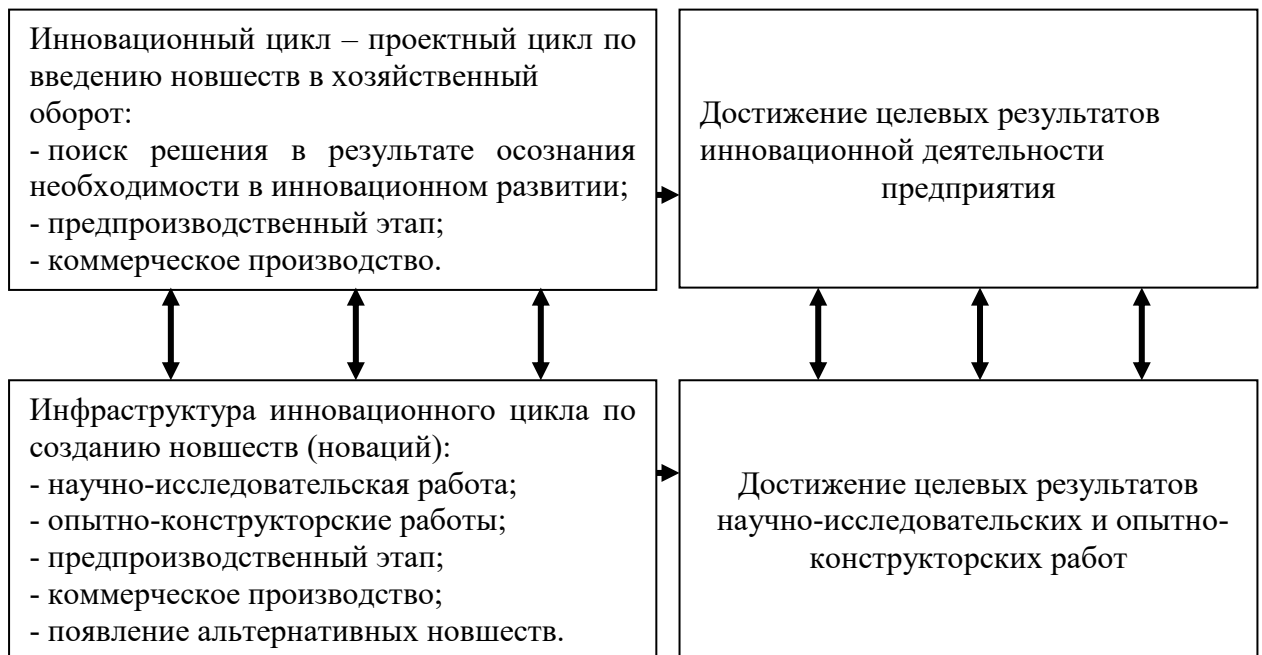 Инновационный цикл – проектный цикл по
введению новшеств в хозяйственный
оборот:
- поиск решения в результате осознания
необходимости в инновационном развитии;
- предпроизводственный этап;
- коммерческое производство.
Достижение целевых результатов
инновационной деятельности
предприятия
Инфраструктура инновационного цикла по
созданию новшеств (новаций):
- научно-исследовательская работа;
- опытно-конструкторские работы;
- предпроизводственный этап;
- коммерческое производство;
- появление альтернативных новшеств.
Достижение целевых результатов
научно-исследовательских и опытно-
конструкторских работ